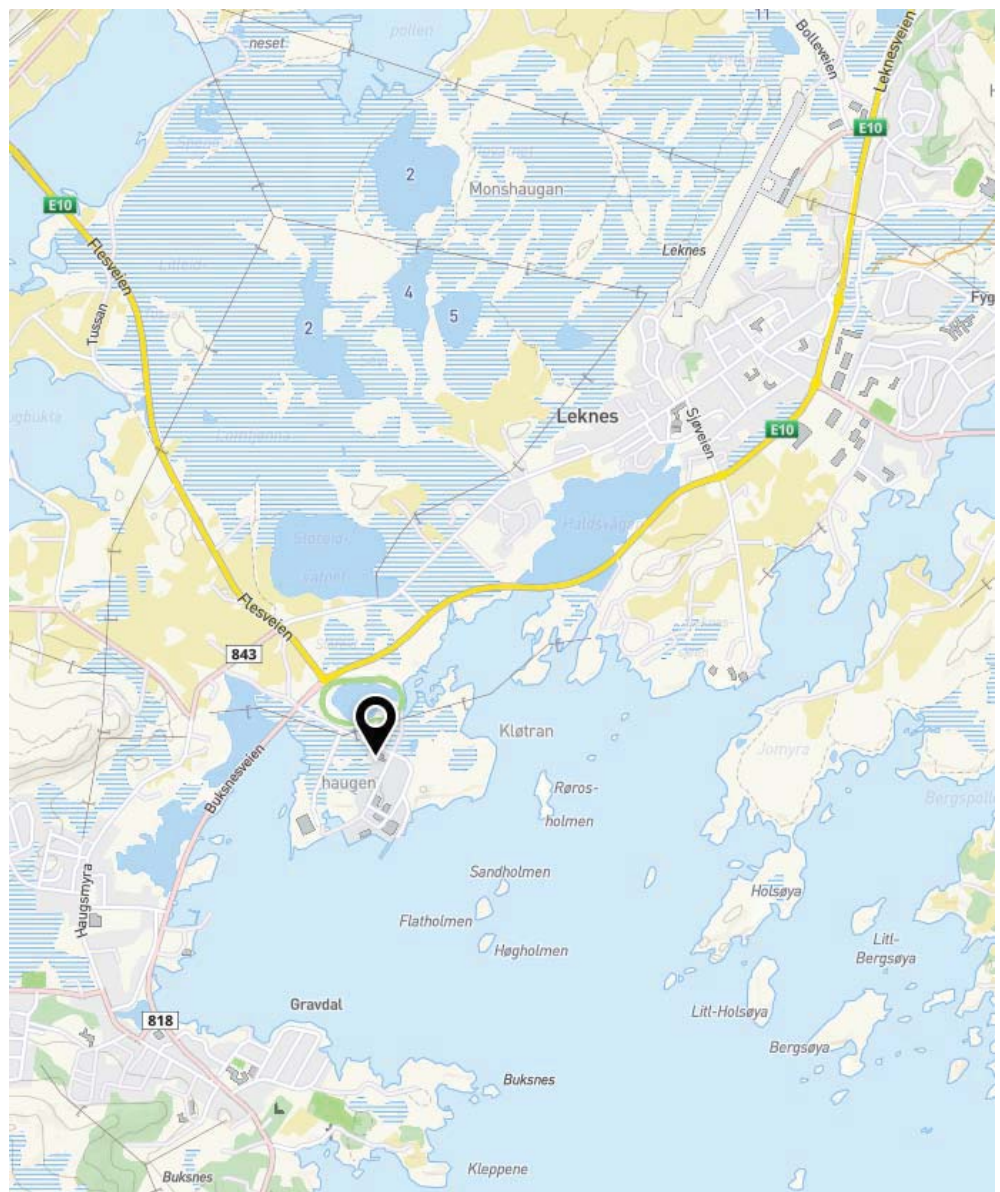 11
Bolleveien
Leknesveien
pollen
neset
E10
2
Monshaugan
E10
Flesveien
Leknes
4
Fyg
Tussan
2
5
Leknes
Sjøveien
E10
Flesveien
843
Kløtran
Buksnesveien
haugen
Røros-
holmen
Jomyra
Haugsmyra
Sandholmen
Holsøya
Flatholmen
Høgholmen
Litl-
Bergsøya
Gravdal
818
Litl-Holsøya
Bergsøya
Buksnes
Buksnes
Kleppene